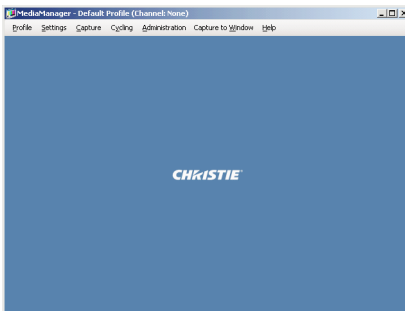 MediaManager - Default Profile (Channel: None)
Profile Settings Capture Cycling Administration Capture to Window Help
CHRISTIE